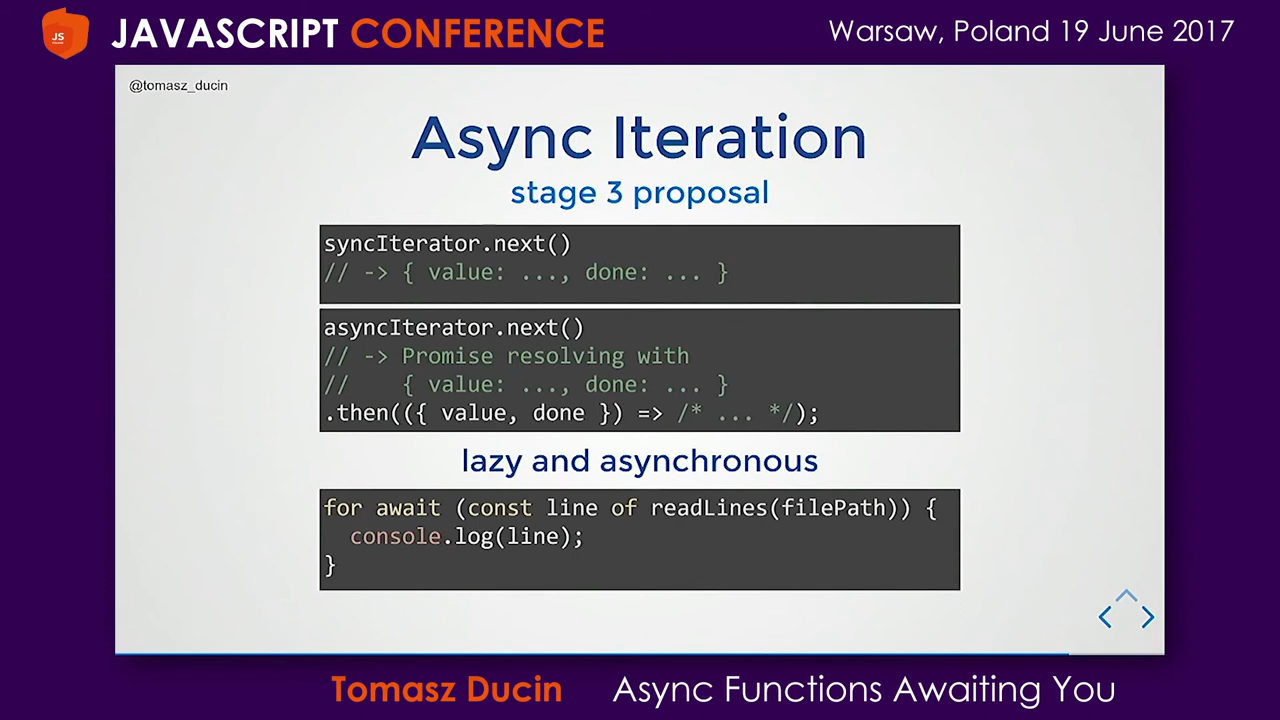 JS
JAVASCRIPT CONFERENCE
Warsaw, Poland 19 June 2017
@tomasz_ducin
Async Iteration
stage 3 proposal
syncIterator.next()
// -> { value: ..., done: ... }
asyncIterator.next()
// -> Promise resolving with
//    { value: ..., done: ... }
.then(({ value, done }) => /* ... */);
lazy and asynchronous
for await (const line of readLines(filePath)) {
  console.log(line);
}
Tomasz Ducin
Async Functions Awaiting You